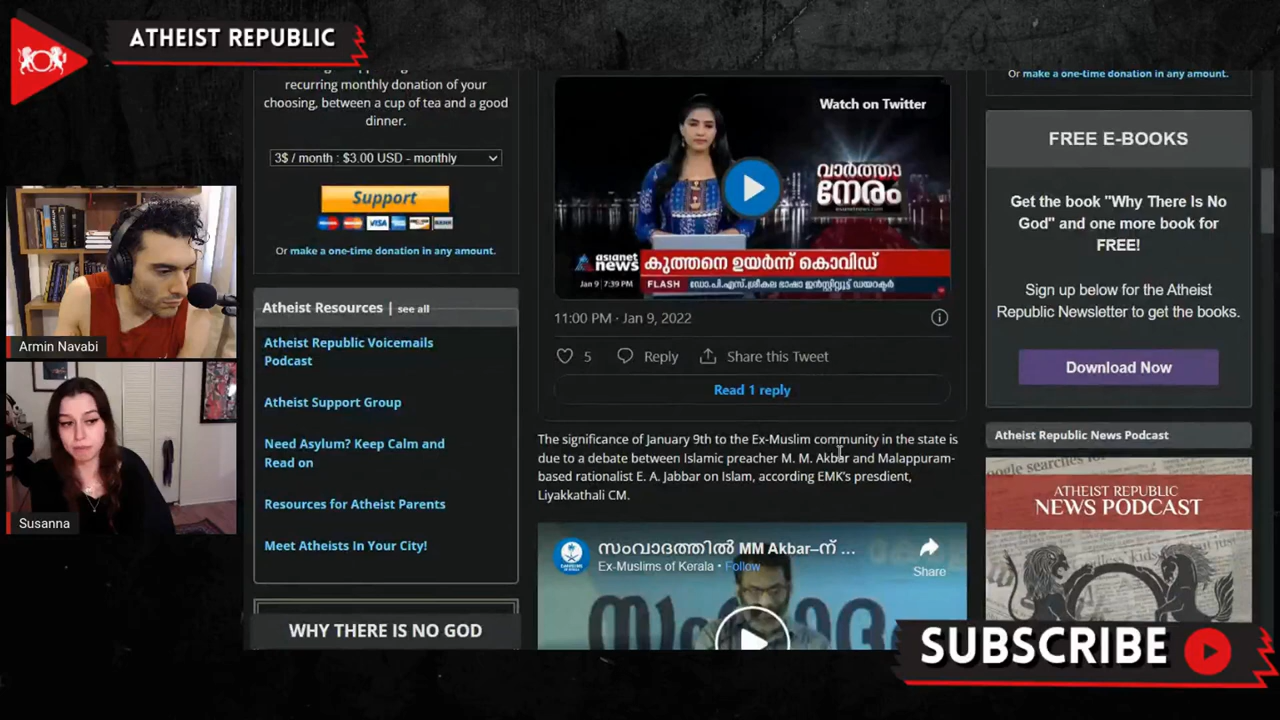 ATHEIST REPUBLIC
recurring monthly donation of your
choosing, between a cup of tea and a good
dinner.
3$ / month : $3.00 USD - monthly
Support
VISA
BANK
Or make a one-time donation in any amount.
Armin Navabi
Susanna
Atheist Resources | see all
Atheist Republic Voicemails
Podcast
Atheist Support Group
Need Asylum? Keep Calm and
Read on
Resources for Atheist Parents
Meet Atheists In Your City!
WHY THERE IS NO GOD
Watch on Twitter
വാർത്താ
നേരം
asianetnews.com
asianet
news
കുത്തനെ ഉയർന്ന് കൊവിഡ്
Jan 9 | 7:39 PM
FLASH
ഡോ.പി.എസ്.ശ്രീകല ഭാഷാ ഇൻസ്റ്റിറ്റ്യൂട്ട് ഡയറക്ടർ
11:00 PM · Jan 9, 2022
5 Reply Share this Tweet
Read 1 reply
The significance of January 9th to the Ex-Muslim community in the state is
due to a debate between Islamic preacher M. M. Akbar and Malappuram-
based rationalist E. A. Jabbar on Islam, according EMK's presdient,
Liyakkathali CM.
സംവാദത്തിൽ MM Akbar–ന് ...
Ex-Muslims of Kerala • Follow
Share
Or make a one-time donation in any amount.
FREE E-BOOKS
Get the book "Why There Is No
God" and one more book for
FREE!
Sign up below for the Atheist
Republic Newsletter to get the books.
Download Now
Atheist Republic News Podcast
ATHEIST REPUBLIC
NEWS PODCAST
SUBSCRIBE